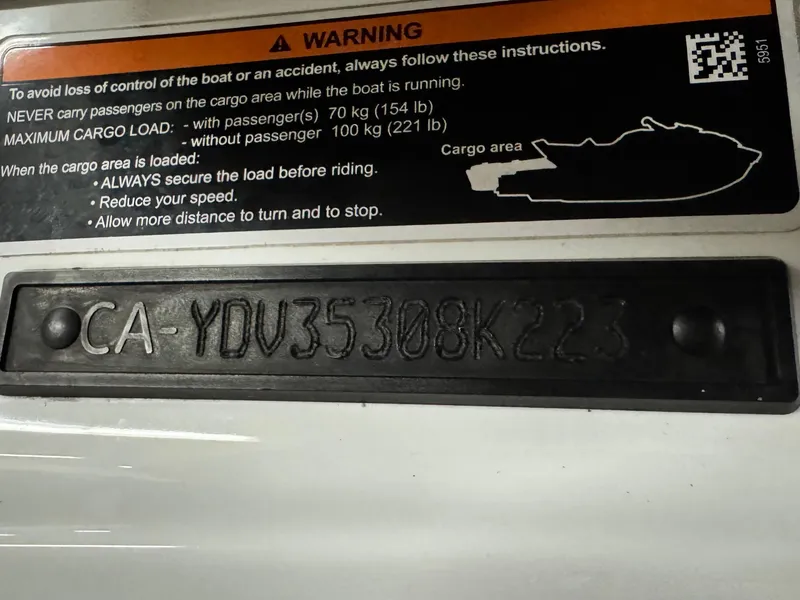 ⚠ WARNING
5951
To avoid loss of control of the boat or an accident, always follow these instructions.
NEVER carry passengers on the cargo area while the boat is running.
MAXIMUM CARGO LOAD: - with passenger(s) 70 kg (154 lb)
- without passenger 100 kg (221 lb)
Cargo area
When the cargo area is loaded:
• ALWAYS secure the load before riding.
• Reduce your speed.
• Allow more distance to turn and to stop.
CA-YDV35308K223